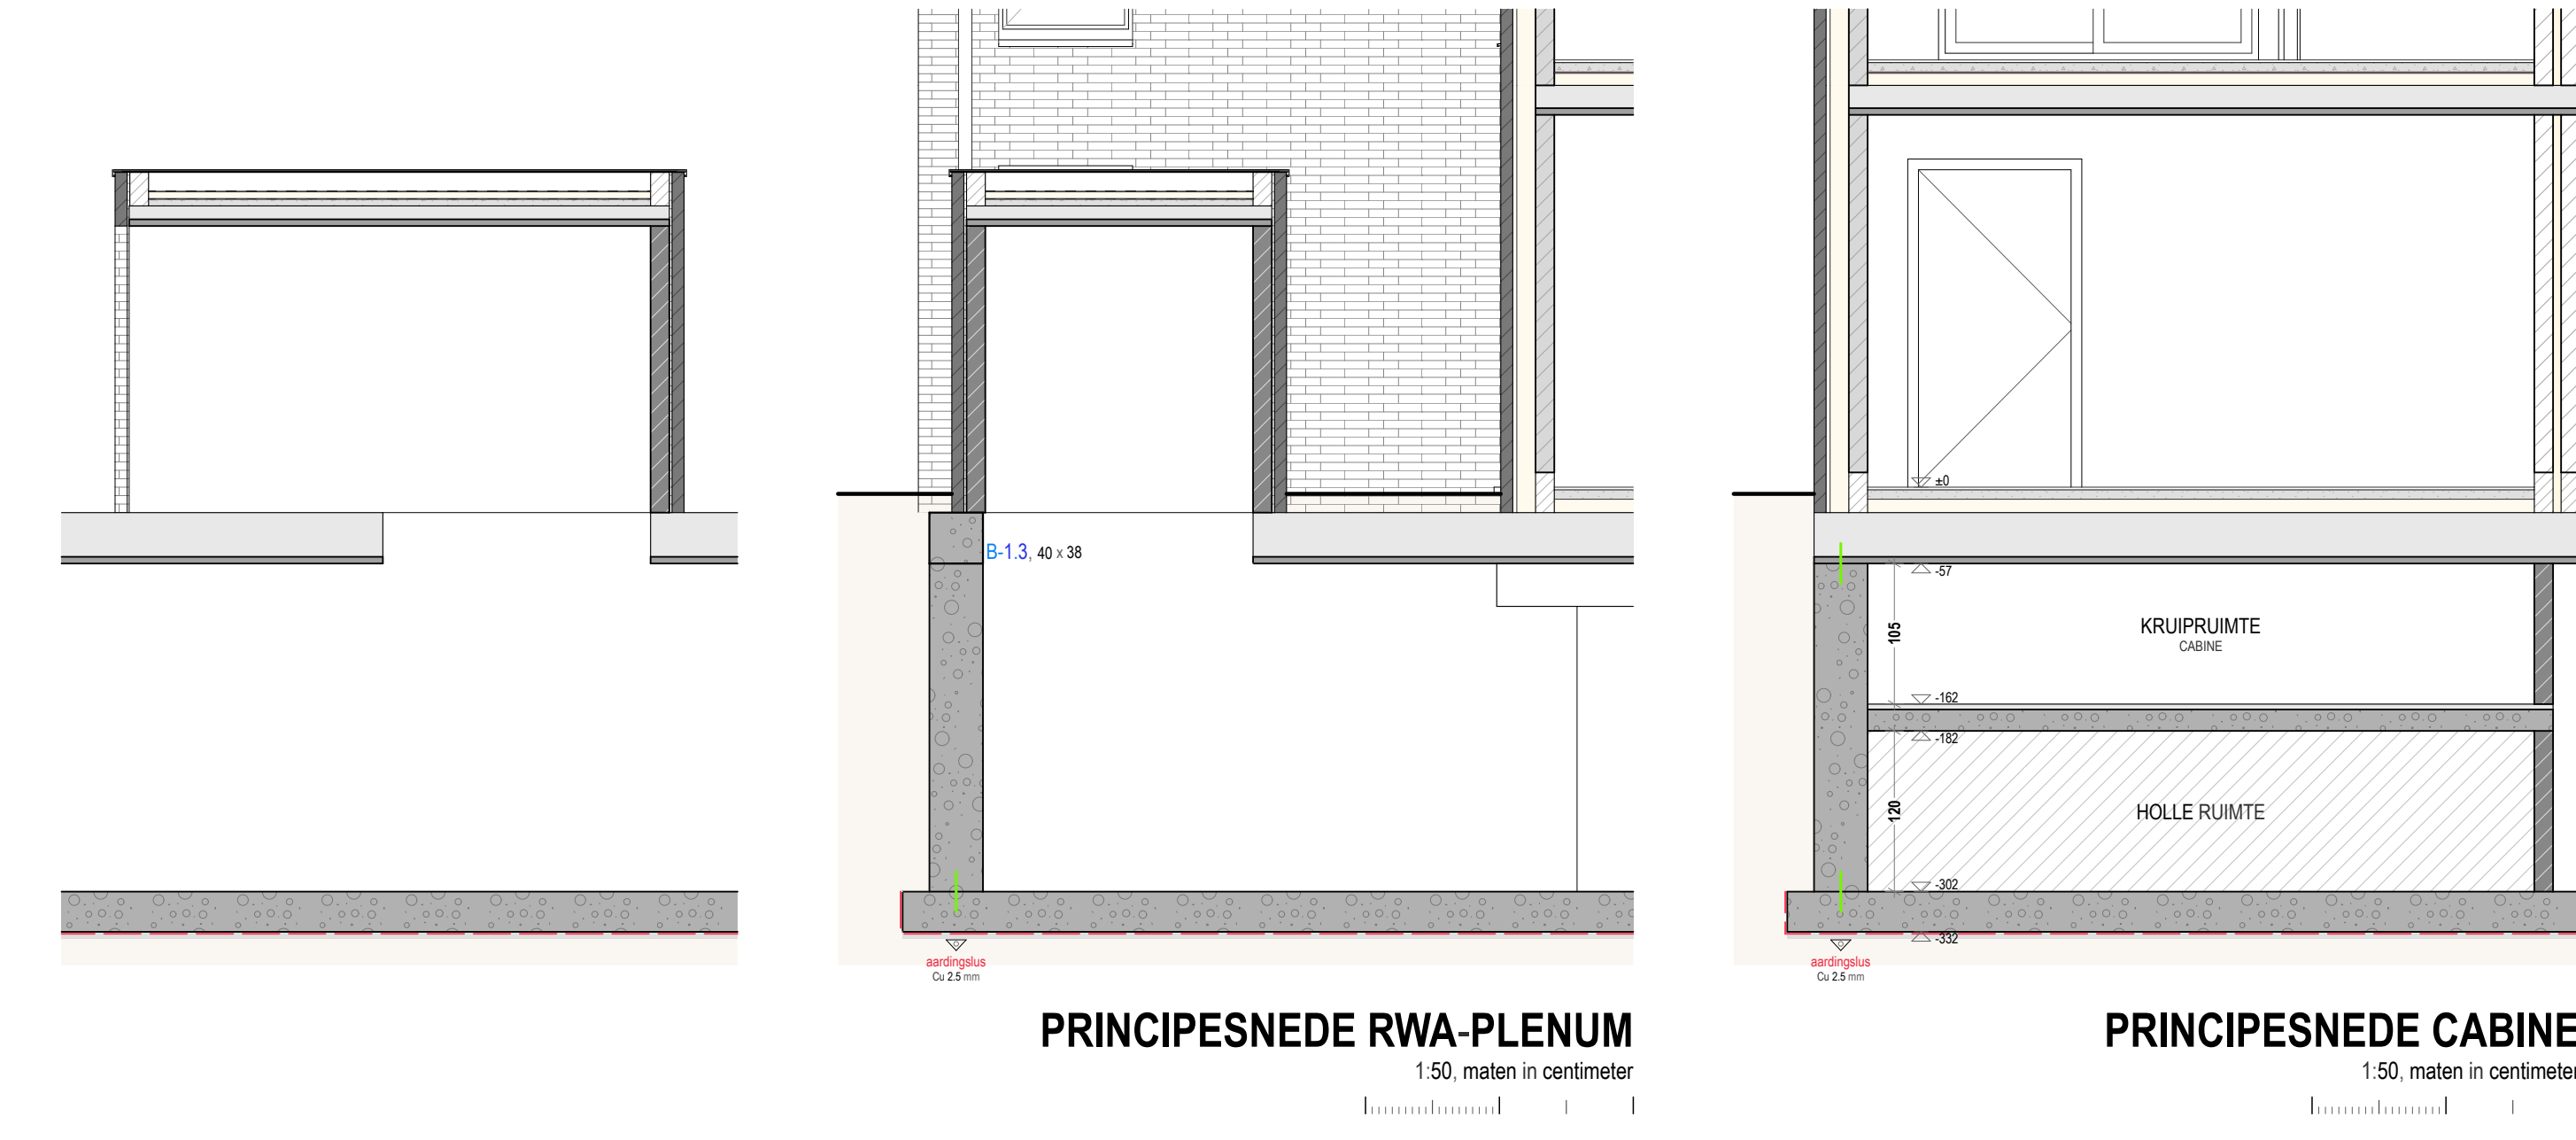 B-1.3, 40 x 38
aardingslus
Cu 2.5 mm
PRINCIPESNEDE RWA-PLENUM
1:50, maten in centimeter
±0
-57
105
KRUIPRUIMTE
CABINE
-162
-182
120
HOLLE RUIMTE
-302
-332
aardingslus
Cu 2.5 mm
PRINCIPESNEDE CABINE
1:50, maten in centimeter